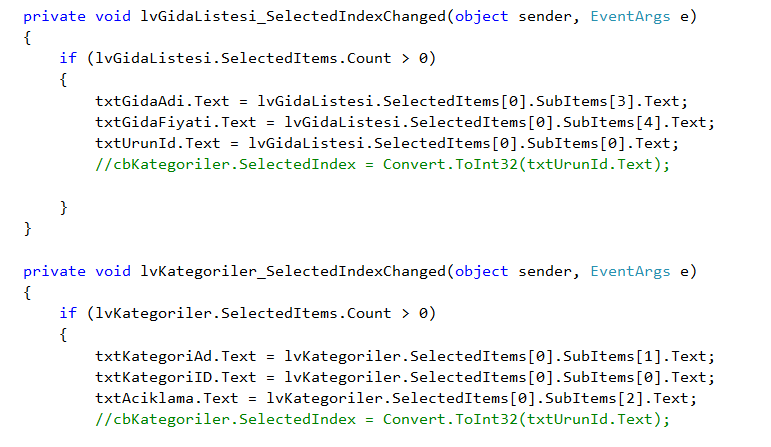 private void lvGidaListesi_SelectedIndexChanged(object sender, EventArgs e)
{
    if (lvGidaListesi.SelectedItems.Count > 0)
    {
        txtGidaAdi.Text = lvGidaListesi.SelectedItems[0].SubItems[3].Text;
        txtGidaFiyati.Text = lvGidaListesi.SelectedItems[0].SubItems[4].Text;
        txtUrunId.Text = lvGidaListesi.SelectedItems[0].SubItems[0].Text;
        //cbKategoriler.SelectedIndex = Convert.ToInt32(txtUrunId.Text);

    }
}

private void lvKategoriler_SelectedIndexChanged(object sender, EventArgs e)
{
    if (lvKategoriler.SelectedItems.Count > 0)
    {
        txtKategoriAd.Text = lvKategoriler.SelectedItems[0].SubItems[1].Text;
        txtKategoriID.Text = lvKategoriler.SelectedItems[0].SubItems[0].Text;
        txtAciklama.Text = lvKategoriler.SelectedItems[0].SubItems[2].Text;
        //cbKategoriler.SelectedIndex = Convert.ToInt32(txtUrunId.Text);